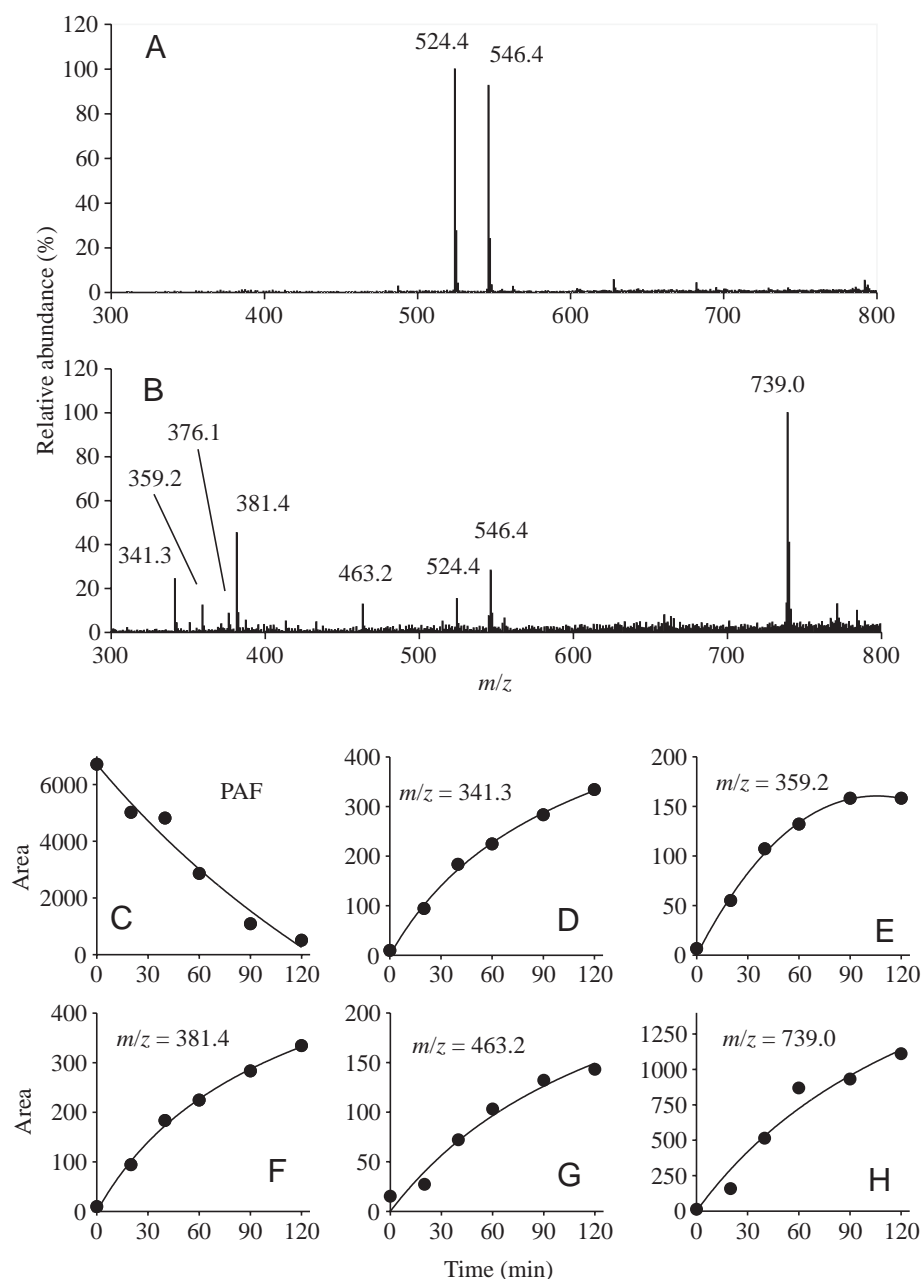 120
100
80
60
40
20
0
A
524.4
546.4
300 400 500 600 700 800
Relative abundance (%)
120
100
80
60
40
20
0
B
376.1
359.2
341.3
381.4
463.2
524.4
546.4
739.0
300 400 500 600 700 800
m/z
Area
6000
4000
2000
0
PAF
C
0 30 60 90 120
400
300
200
100
0
m/z = 341.3
D
0 30 60 90 120
200
150
100
50
0
m/z = 359.2
E
0 30 60 90 120
Area
400
300
200
100
0
m/z = 381.4
F
0 30 60 90 120
200
150
100
50
0
m/z = 463.2
G
0 30 60 90 120
1250
1000
750
500
250
0
m/z = 739.0
H
0 30 60 90 120
Time (min)